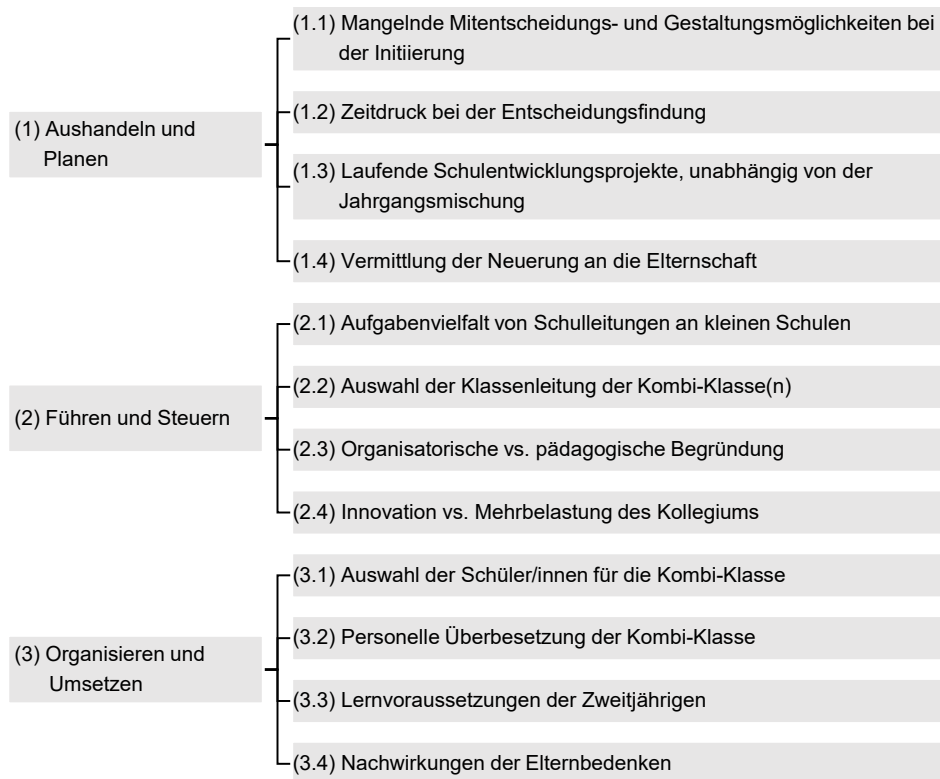 (1) Aushandeln und
Planen
(1.1) Mangelnde Mitentscheidungs- und Gestaltungsmöglichkeiten bei
der Initiierung
(1.2) Zeitdruck bei der Entscheidungsfindung
(1.3) Laufende Schulentwicklungsprojekte, unabhängig von der
Jahrgangsmischung
(1.4) Vermittlung der Neuerung an die Elternschaft
(2) Führen und Steuern
(2.1) Aufgabenvielfalt von Schulleitungen an kleinen Schulen
(2.2) Auswahl der Klassenleitung der Kombi-Klasse(n)
(2.3) Organisatorische vs. pädagogische Begründung
(2.4) Innovation vs. Mehrbelastung des Kollegiums
(3) Organisieren und
Umsetzen
(3.1) Auswahl der Schüler/innen für die Kombi-Klasse
(3.2) Personelle Überbesetzung der Kombi-Klasse
(3.3) Lernvoraussetzungen der Zweitjährigen
(3.4) Nachwirkungen der Elternbedenken